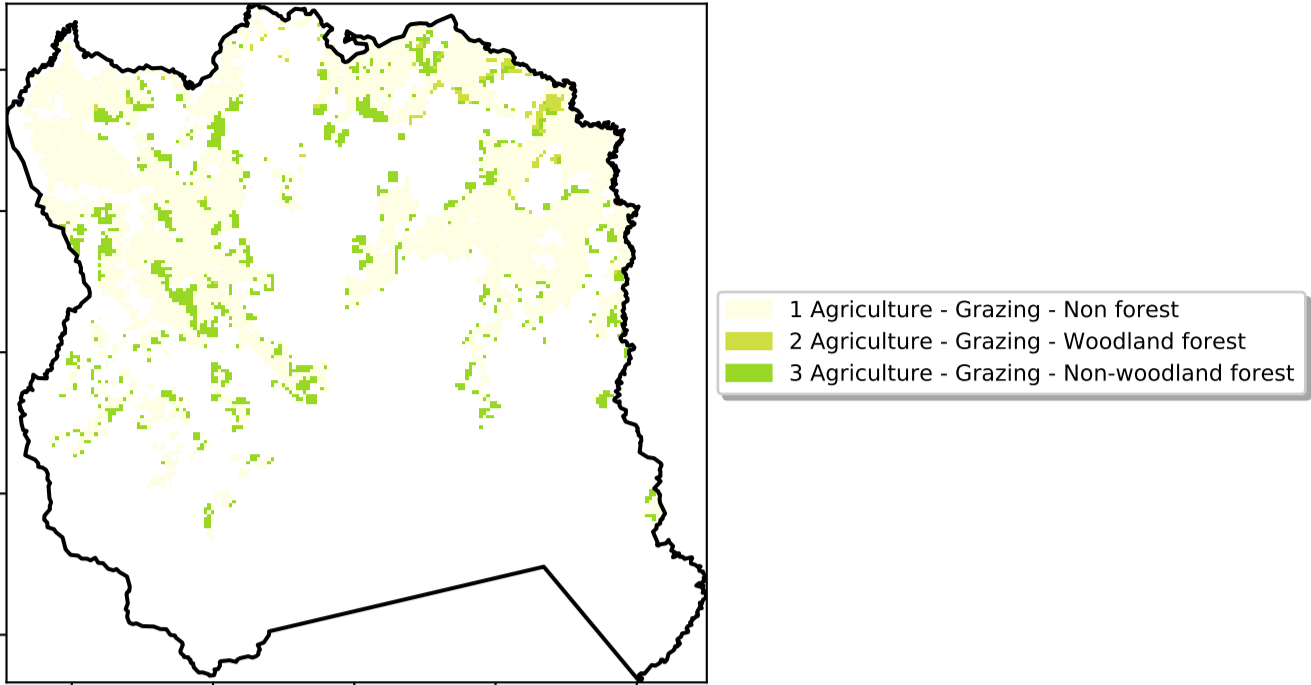 1 Agriculture - Grazing - Non forest
2 Agriculture - Grazing - Woodland forest
3 Agriculture - Grazing - Non-woodland forest